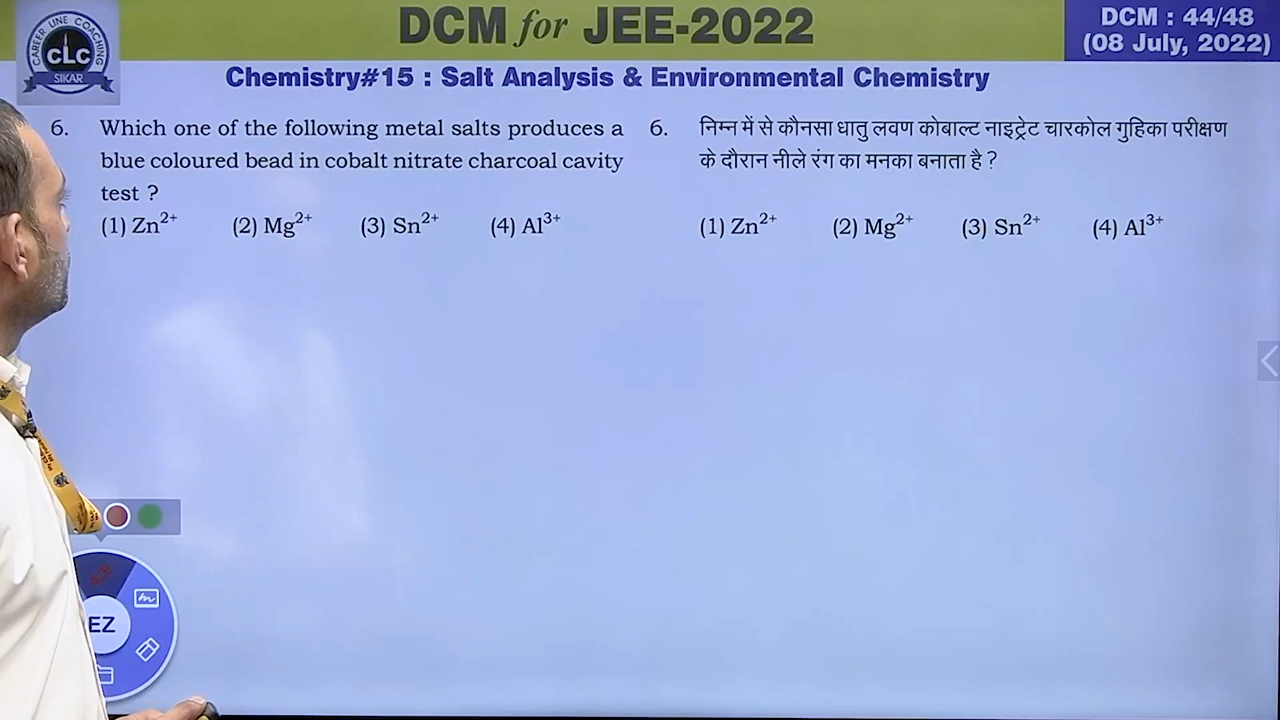 DCM for JEE-2022
DCM : 44/48
(08 July, 2022)
CAREER LINE COACHING
CLC
SIKAR
Chemistry#15 : Salt Analysis & Environmental Chemistry
6. Which one of the following metal salts produces a
blue coloured bead in cobalt nitrate charcoal cavity
test ?
(1) Zn²⁺ (2) Mg²⁺ (3) Sn²⁺ (4) Al³⁺
6. निम्न में से कौनसा धातु लवण कोबाल्ट नाइट्रेट चारकोल गुहिका परीक्षण
के दौरान नीले रंग का मनका बनाता है ?
(1) Zn²⁺ (2) Mg²⁺ (3) Sn²⁺ (4) Al³⁺
EZ